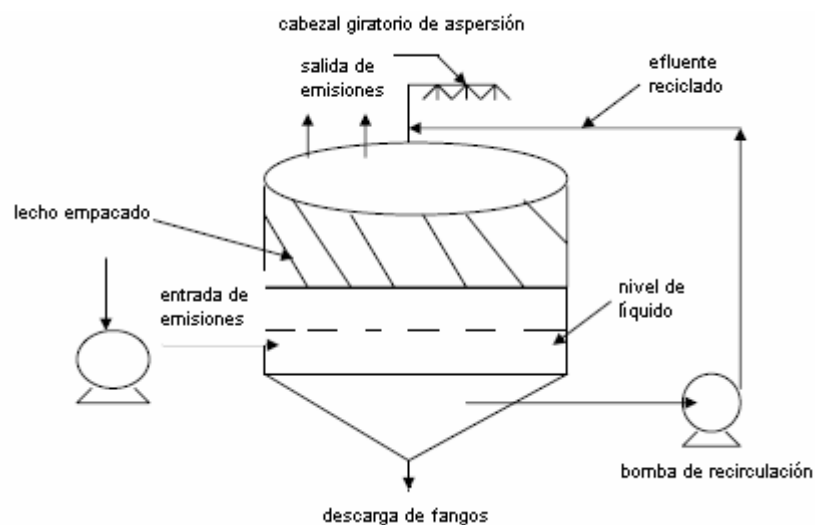 cabezal giratorio de aspersión
salida de
emisiones
efluente
reciclado
lecho empacado
entrada de
emisiones
nivel de
líquido
bomba de recirculación
descarga de fangos